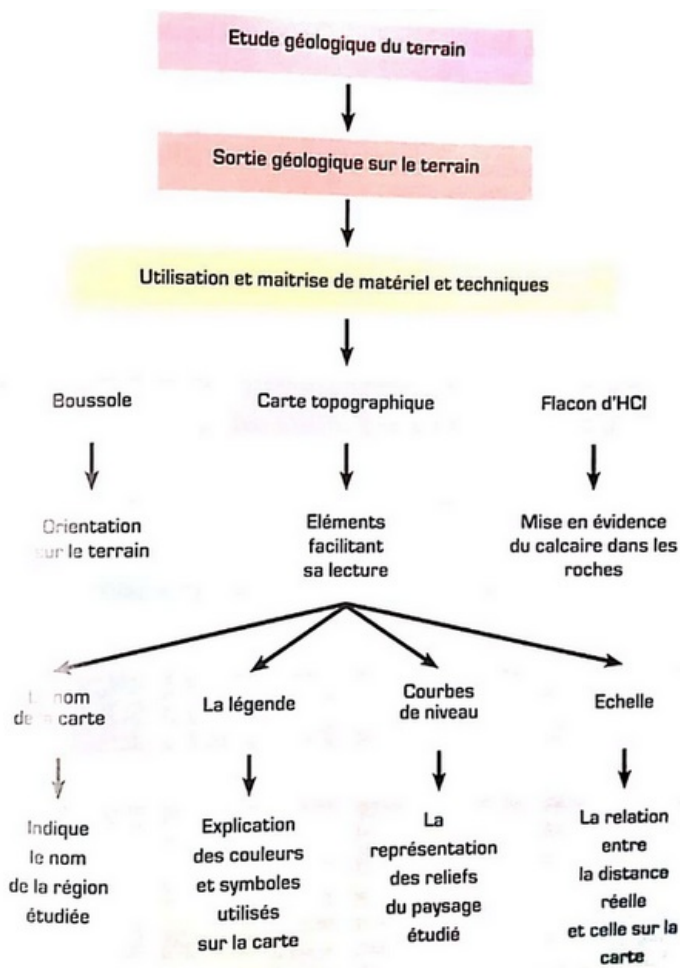 Etude géologique du terrain
Sortie géologique sur le terrain
Utilisation et maitrise de matériel et techniques
Boussole
Carte topographique
Flacon d'HCl
Orientation
sur le terrain
Eléments
facilitant
sa lecture
Mise en évidence
du calcaire dans les
roches
nom
de la carte
La légende
Courbes
de niveau
Echelle
Indique
le nom
de la région
étudiée
Explication
des couleurs
et symboles
utilisés
sur la carte
La
représentation
des reliefs
du paysage
étudié
La relation
entre
la distance
réelle
et celle sur la
carte